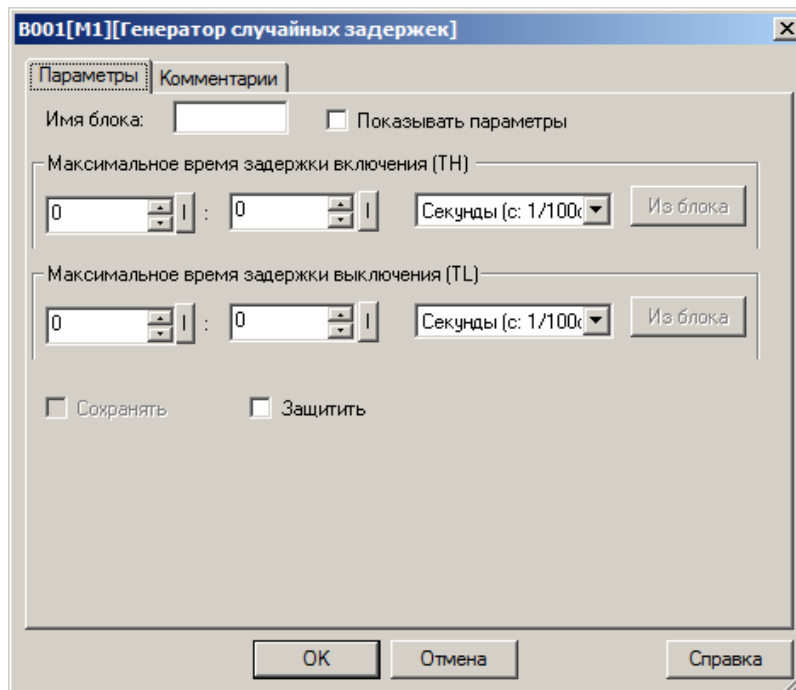 B001[M1][Генератор случайных задержек]
Параметры Комментарии
Имя блока: Показывать параметры
Максимальное время задержки включения (TH)
0 : 0 Секунды (с: 1/100с Из блока
Максимальное время задержки выключения (TL)
0 : 0 Секунды (с: 1/100с Из блока
Сохранять Защитить
OK Отмена Справка